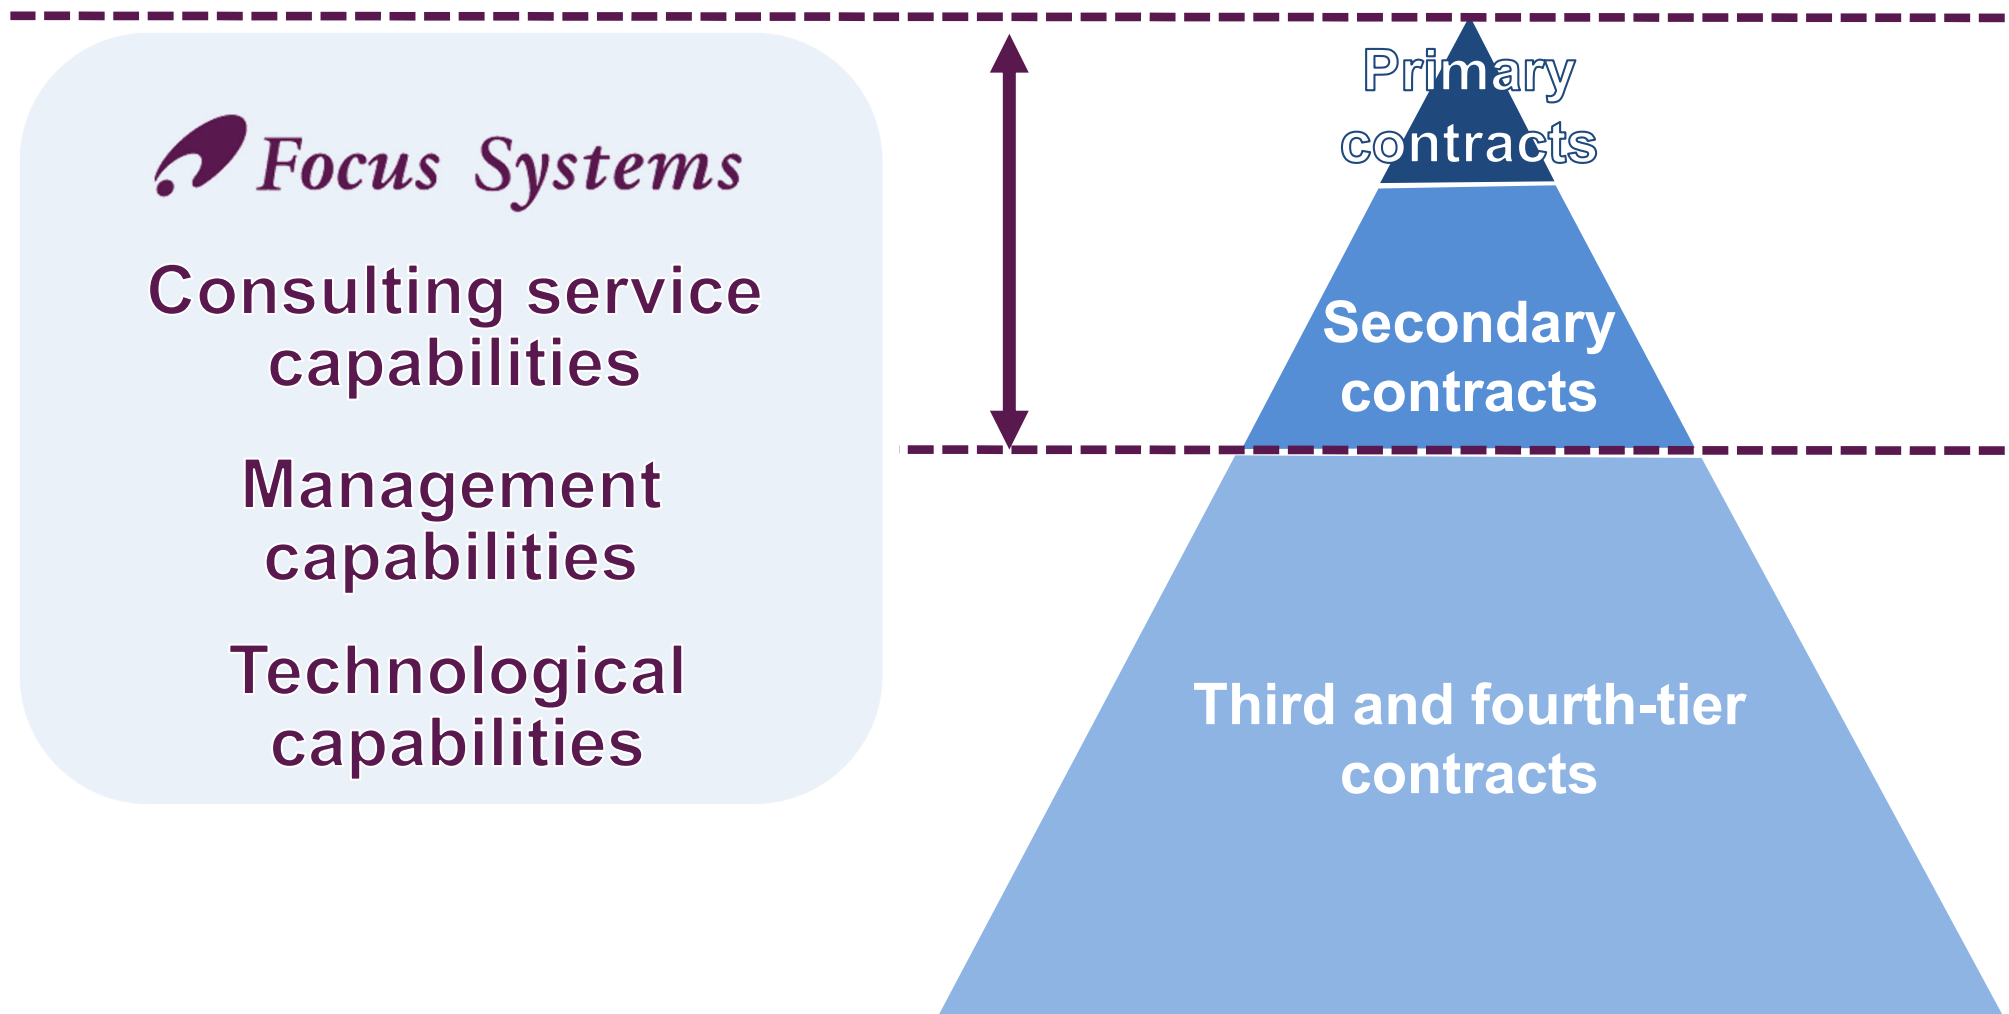 Focus Systems
Consulting service
capabilities
Management
capabilities
Technological
capabilities
Primary
contracts
Secondary
contracts
Third and fourth-tier
contracts